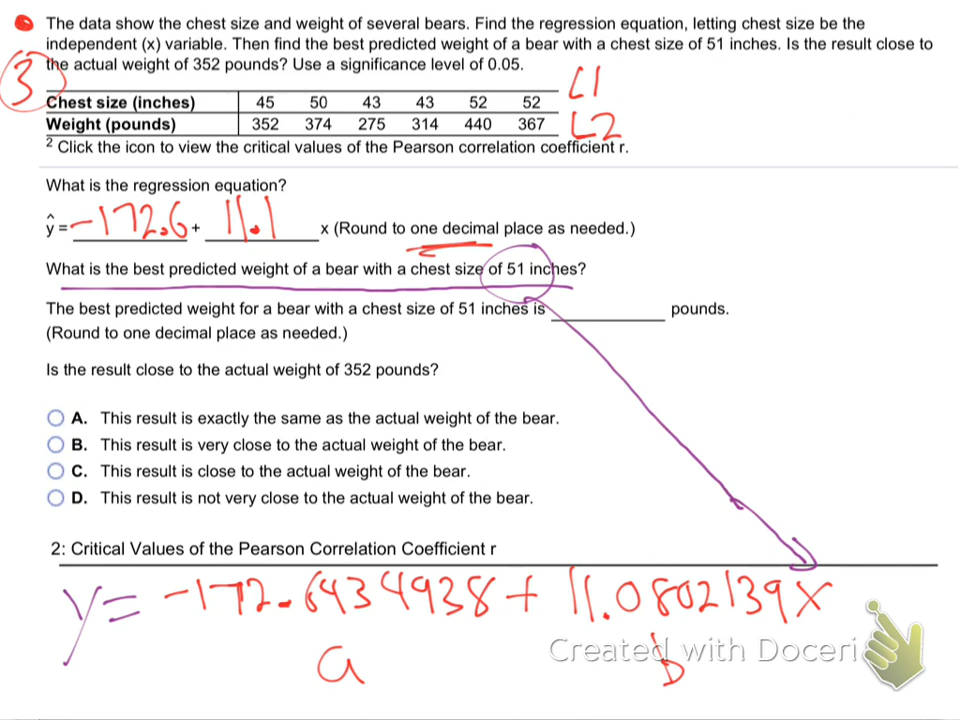 The data show the chest size and weight of several bears. Find the regression equation, letting chest size be the
independent (x) variable. Then find the best predicted weight of a bear with a chest size of 51 inches. Is the result close to
3 the actual weight of 352 pounds? Use a significance level of 0.05.
L1
Chest size (inches) 45 50 43 43 52 52
Weight (pounds) 352 374 275 314 440 367 L2
2 Click the icon to view the critical values of the Pearson correlation coefficient r.
What is the regression equation?
ŷ = -172.6 + 11.1 x (Round to one decimal place as needed.)
What is the best predicted weight of a bear with a chest size of 51 inches?
The best predicted weight for a bear with a chest size of 51 inches is ________ pounds.
(Round to one decimal place as needed.)
Is the result close to the actual weight of 352 pounds?
A. This result is exactly the same as the actual weight of the bear.
B. This result is very close to the actual weight of the bear.
C. This result is close to the actual weight of the bear.
D. This result is not very close to the actual weight of the bear.
2: Critical Values of the Pearson Correlation Coefficient r
y = -172.6434938 + 11.0802139x
a b
Created with Doceri